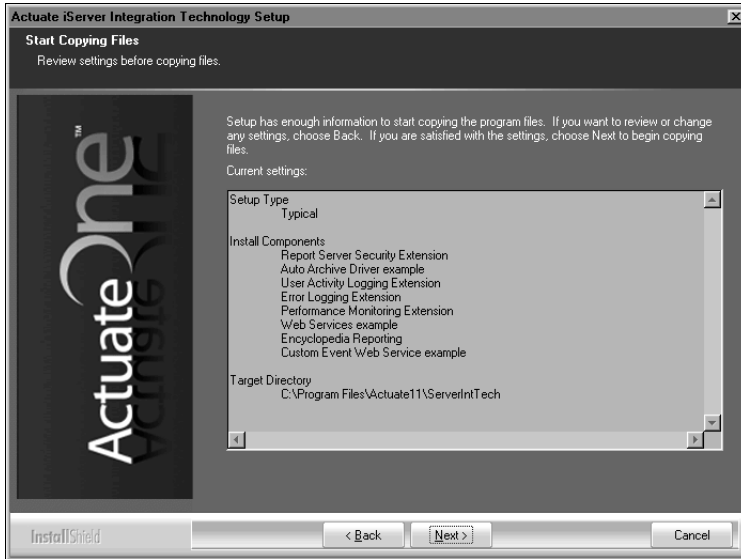 Actuate iServer Integration Technology Setup
Start Copying Files
Review settings before copying files.
ActuateOne™
Setup has enough information to start copying the program files. If you want to review or change
any settings, choose Back. If you are satisfied with the settings, choose Next to begin copying
files.
Current settings:
Setup Type
Typical
Install Components
Report Server Security Extension
Auto Archive Driver example
User Activity Logging Extension
Error Logging Extension
Performance Monitoring Extension
Web Services example
Encyclopedia Reporting
Custom Event Web Service example
Target Directory
C:\Program Files\Actuate11\ServerIntTech
InstallShield
< Back
Next >
Cancel